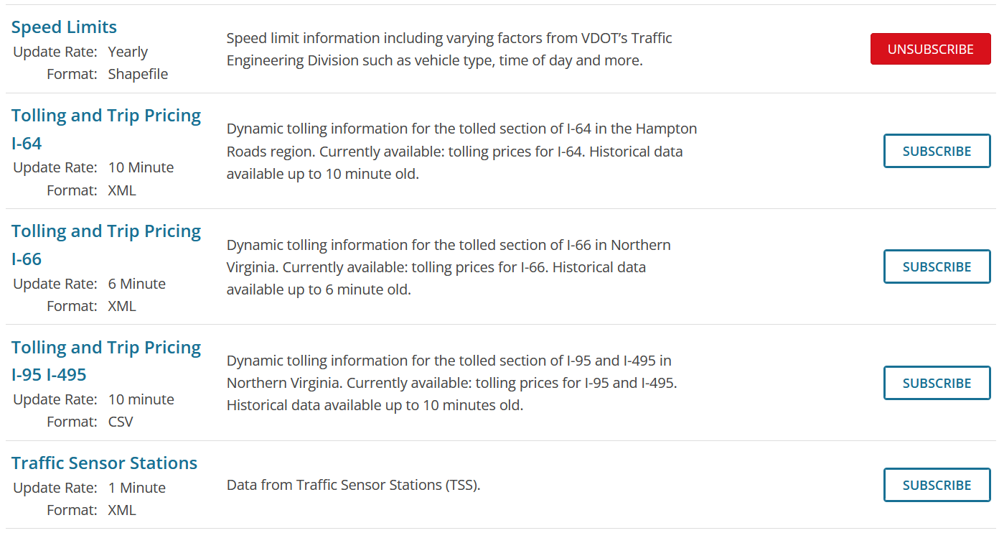 Speed Limits
Update Rate: Yearly
Format: Shapefile
Speed limit information including varying factors from VDOT’s Traffic
Engineering Division such as vehicle type, time of day and more.
UNSUBSCRIBE
Tolling and Trip Pricing
I-64
Update Rate: 10 Minute
Format: XML
Dynamic tolling information for the tolled section of I-64 in the Hampton
Roads region. Currently available: tolling prices for I-64. Historical data
available up to 10 minute old.
SUBSCRIBE
Tolling and Trip Pricing
I-66
Update Rate: 6 Minute
Format: XML
Dynamic tolling information for the tolled section of I-66 in Northern
Virginia. Currently available: tolling prices for I-66. Historical data
available up to 6 minute old.
SUBSCRIBE
Tolling and Trip Pricing
I-95 I-495
Update Rate: 10 minute
Format: CSV
Dynamic tolling information for the tolled section of I-95 and I-495 in
Northern Virginia. Currently available: tolling prices for I-95 and I-495.
Historical data available up to 10 minutes old.
SUBSCRIBE
Traffic Sensor Stations
Update Rate: 1 Minute
Format: XML
Data from Traffic Sensor Stations (TSS).
SUBSCRIBE